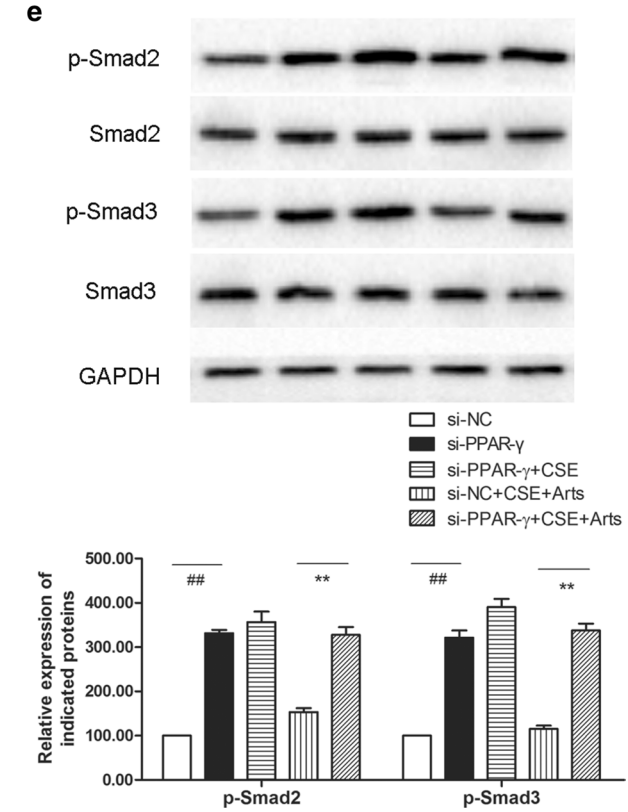 e
p-Smad2
Smad2
p-Smad3
Smad3
GAPDH
si-NC
si-PPAR-γ
si-PPAR-γ+CSE
si-NC+CSE+Arts
si-PPAR-γ+CSE+Arts
Relative expression of
indicated proteins
500.00
400.00
300.00
200.00
100.00
0.00
##
**
##
**
p-Smad2
p-Smad3